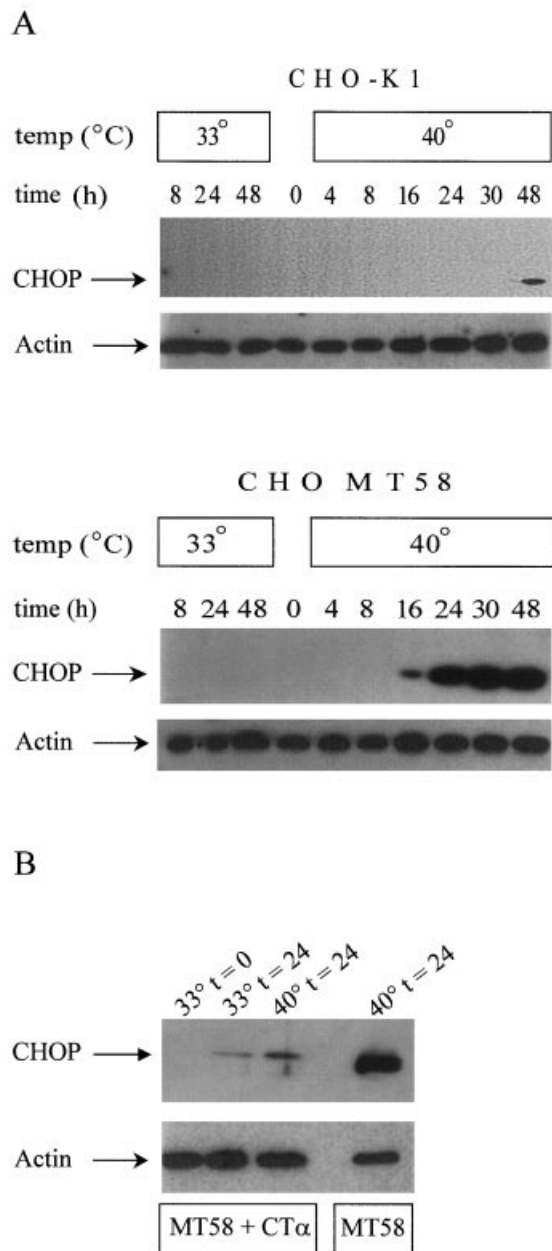 A
CHO-K1
temp (°C) 33° 40°
time (h) 8 24 48 0 4 8 16 24 30 48
CHOP
Actin
CHO MT58
temp (°C) 33° 40°
time (h) 8 24 48 0 4 8 16 24 30 48
CHOP
Actin
B
33° t = 0 33° t = 24 40° t = 24 40° t = 24
CHOP
Actin
MT58 + CTα MT58